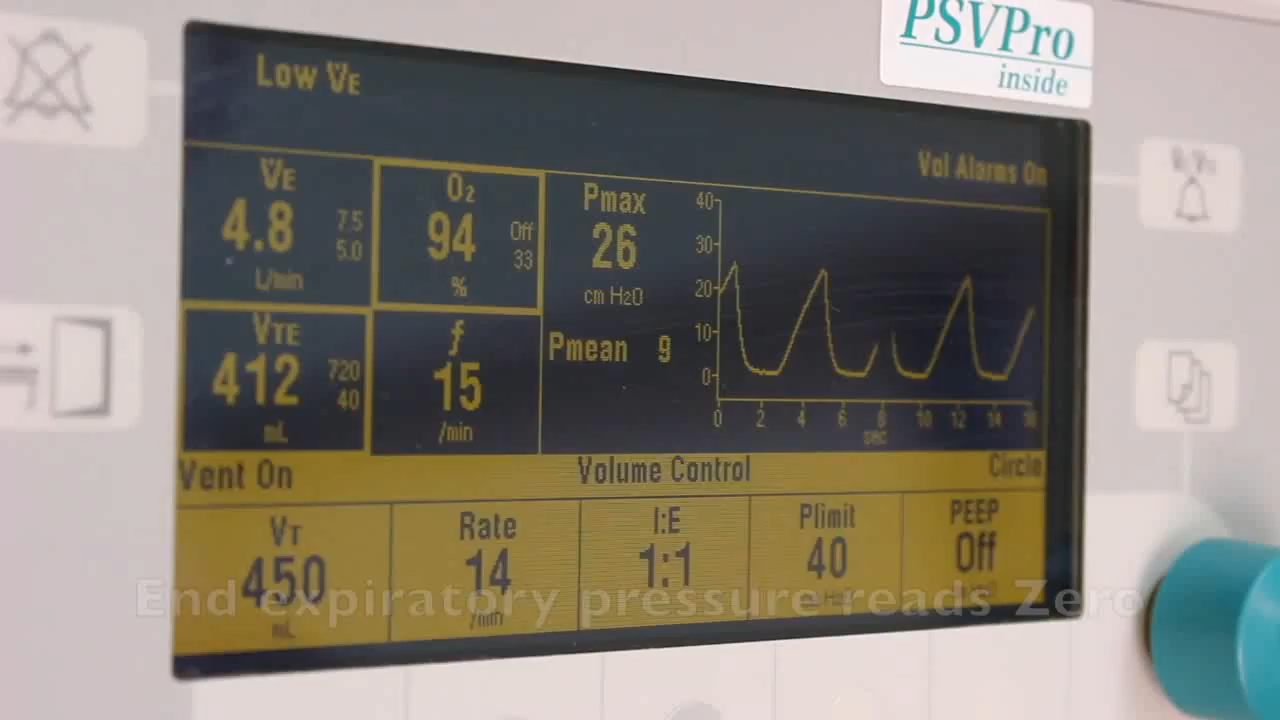 PSVPro
inside
Low V̇E
Vol Alarms On
V̇E
4.8
7.5
5.0
L/min
O2
94
Off
33
%
Pmax
26
cm H2O
Pmean 9
40
30
20
10
0
0 2 4 6 8 10 12 14 16
sec
VTE
412
720
40
mL
f
15
/min
Vent On
Volume Control
Circle
VT
450
mL
Rate
14
/min
I:E
1:1
Plimit
40
PEEP
Off
End expiratory pressure reads Zero